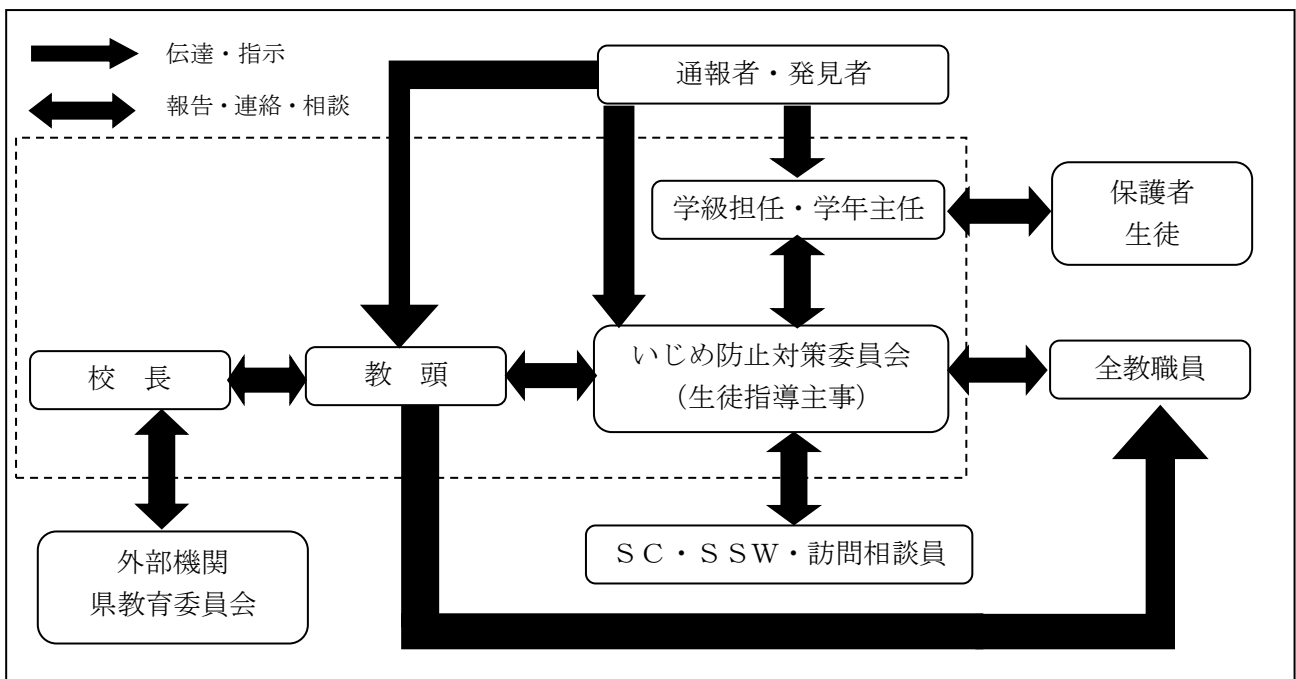 伝達・指示
報告・連絡・相談
通報者・発見者
学級担任・学年主任
保護者
生徒
校　長
教　頭
いじめ防止対策委員会
（生徒指導主事）
全教職員
ＳＣ・ＳＳＷ・訪問相談員
外部機関
県教育委員会